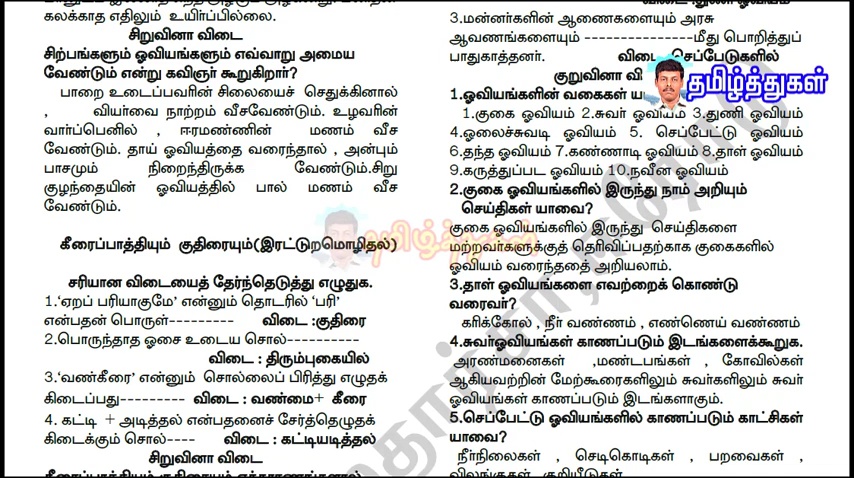 கலக்காத எதிலும் உயிர்ப்பில்லை.
சிறுவினா விடை
சிற்பங்களும் ஓவியங்களும் எவ்வாறு அமைய
வேண்டும் என்று கவிஞர் கூறுகிறார்?
பாறை உடைப்பவரின் சிலையைச் செதுக்கினால்
, வியர்வை நாற்றம் வீசவேண்டும். உழவரின்
வார்ப்பெனில் , ஈரமண்ணின் மணம் வீச
வேண்டும். தாய் ஓவியத்தை வரைந்தால் , அன்பும்
பாசமும் நிறைந்திருக்க வேண்டும்.சிறு
குழந்தையின் ஓவியத்தில் பால் மணம் வீச
வேண்டும்.
கீரைப்பாத்தியும் குதிரையும்(இரட்டுறமொழிதல்)
சரியான விடையைத் தேர்ந்தெடுத்து எழுதுக.
1.'ஏறப் பரியாகுமே' என்னும் தொடரில் 'பரி'
என்பதன் பொருள்--------- விடை :குதிரை
2.பொருந்தாத ஓசை உடைய சொல்----------
விடை : திரும்புகையில்
3.'வண்கீரை' என்னும் சொல்லைப் பிரித்து எழுதக்
கிடைப்பது--------- விடை : வண்மை+ கீரை
4. கட்டி + அடித்தல் என்பதனைச் சேர்த்தெழுதக்
கிடைக்கும் சொல்---- விடை : கட்டியடித்தல்
சிறுவினா விடை
3.மன்னர்களின் ஆணைகளையும் அரசு
ஆவணங்களையும் ---------------மீது பொறித்துப்
பாதுகாத்தனர். விடை : செப்பேடுகளில்
குறுவினா வி
தமிழ்த்துகள்
1.ஓவியங்களின் வகைகள்
1.குகை ஓவியம் 2.சுவர் ஓவியம் 3.துணி ஓவியம்
4.ஓலைச்சுவடி ஓவியம் 5. செப்பேட்டு ஓவியம்
6.தந்த ஓவியம் 7.கண்ணாடி ஓவியம் 8.தாள் ஓவியம்
9.கருத்துப்பட ஓவியம் 10.நவீன ஓவியம்
2.குகை ஓவியங்களில் இருந்து நாம் அறியும்
செய்திகள் யாவை?
குகை ஓவியங்களில் இருந்து செய்திகளை
மற்றவர்களுக்குத் தெரிவிப்பதற்காக குகைகளில்
ஓவியம் வரைந்ததை அறியலாம்.
3.தாள் ஓவியங்களை எவற்றைக் கொண்டு
வரைவர்?
கரிக்கோல் , நீர் வண்ணம் , எண்ணெய் வண்ணம்
4.சுவர்ஓவியங்கள் காணப்படும் இடங்களைக்கூறுக.
அரண்மனைகள் ,மண்டபங்கள் , கோவில்கள்
ஆகியவற்றின் மேற்கூரைகளிலும் சுவர்களிலும் சுவர்
ஓவியங்கள் காணப்படும் இடங்களாகும்.
5.செப்பேட்டு ஓவியங்களில் காணப்படும் காட்சிகள்
யாவை?
நீர்நிலைகள் , செடிகொடிகள் , பறவைகள் ,
தமிழ்த்துகள்